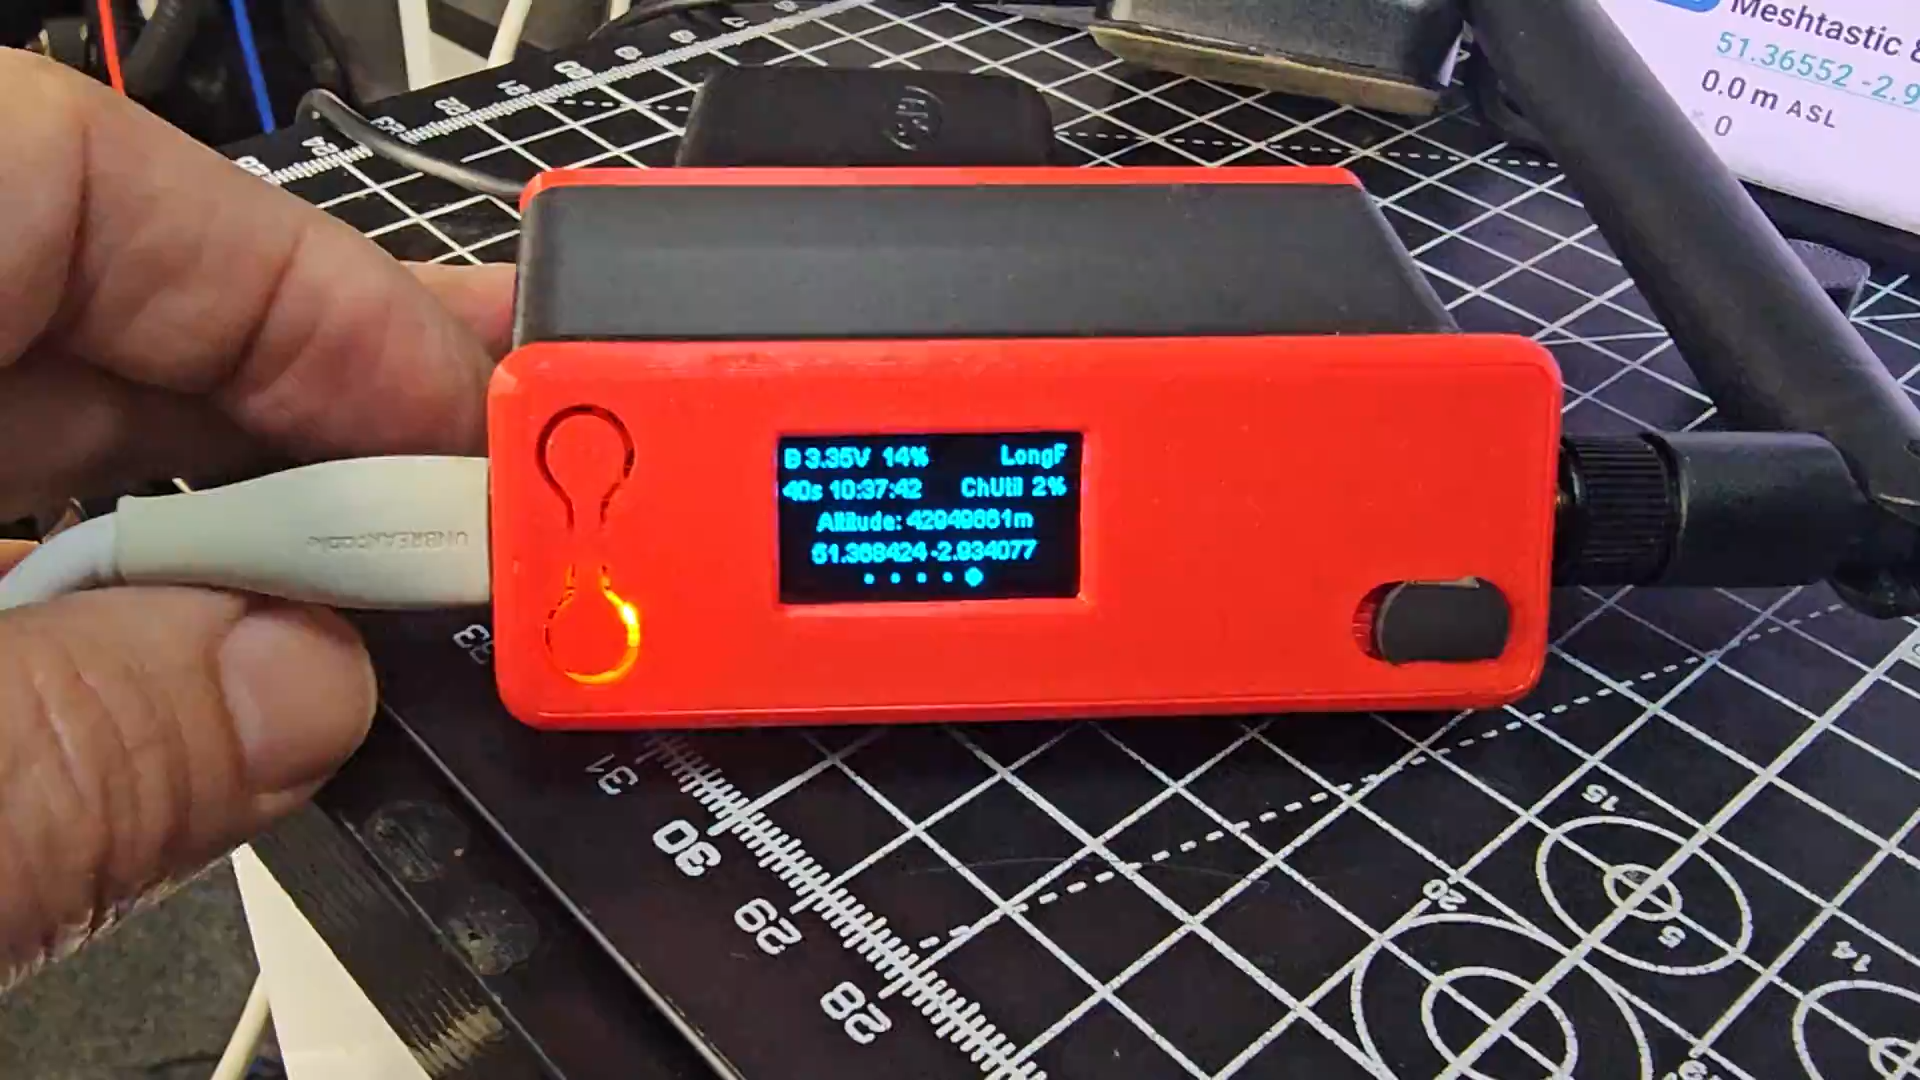 Meshtastic &
51.36552 -2.9
0.0 m ASL
0
B 3.35V 14% LongF
40s 10:37:42 ChUtil 2%
Altitude: 42949661m
51.368424 -2.934077
UNBREAKCABLE
33
31
30
29
28
15
5
20
14